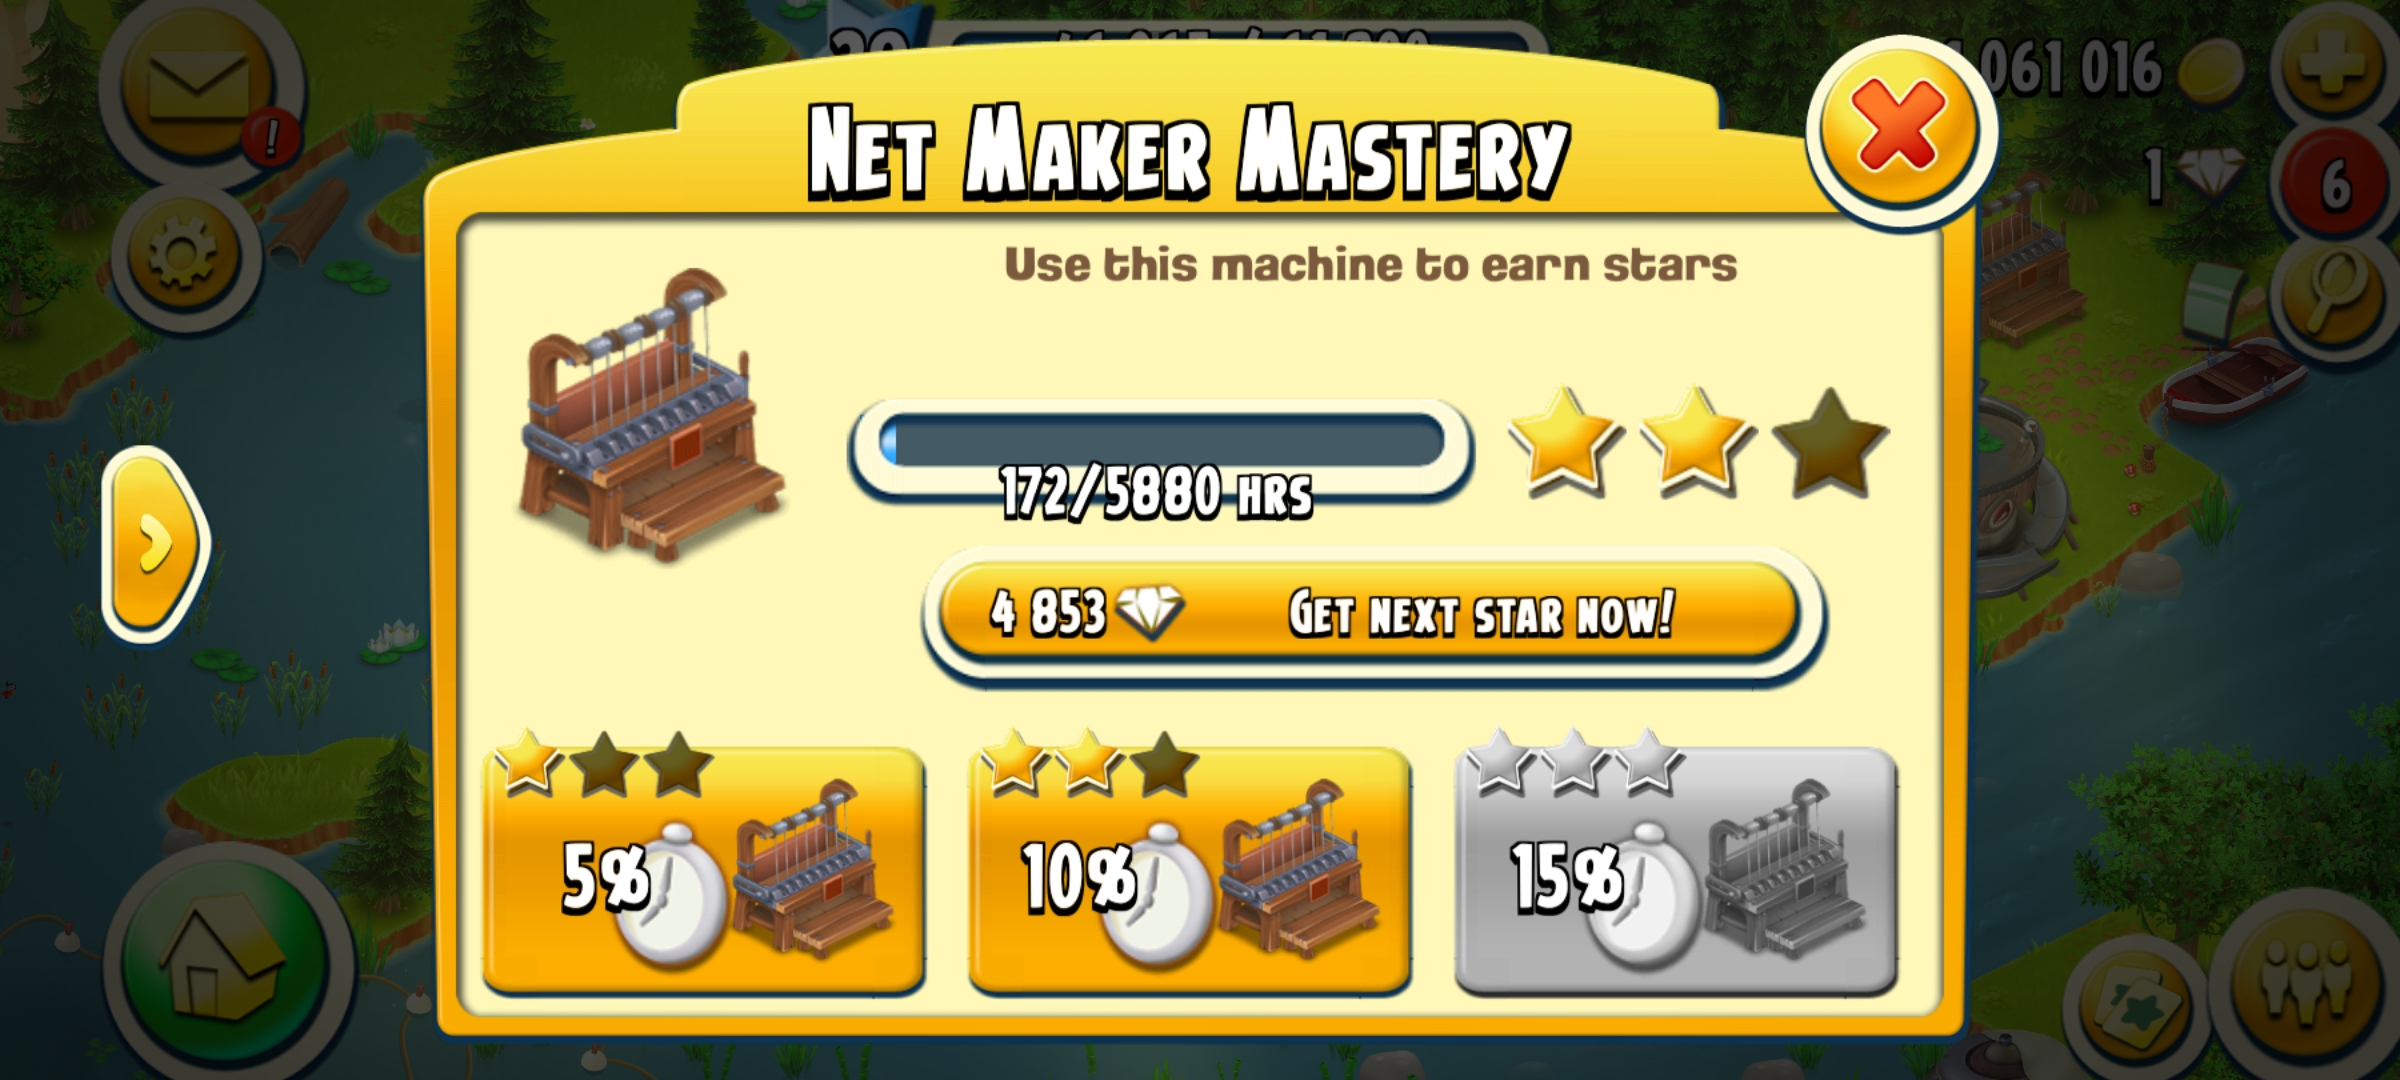 NET MAKER MASTERY
061 016
!
1
6
Use this machine to earn stars
172/5880 HRS
4 853
GET NEXT STAR NOW!
5%
10%
15%